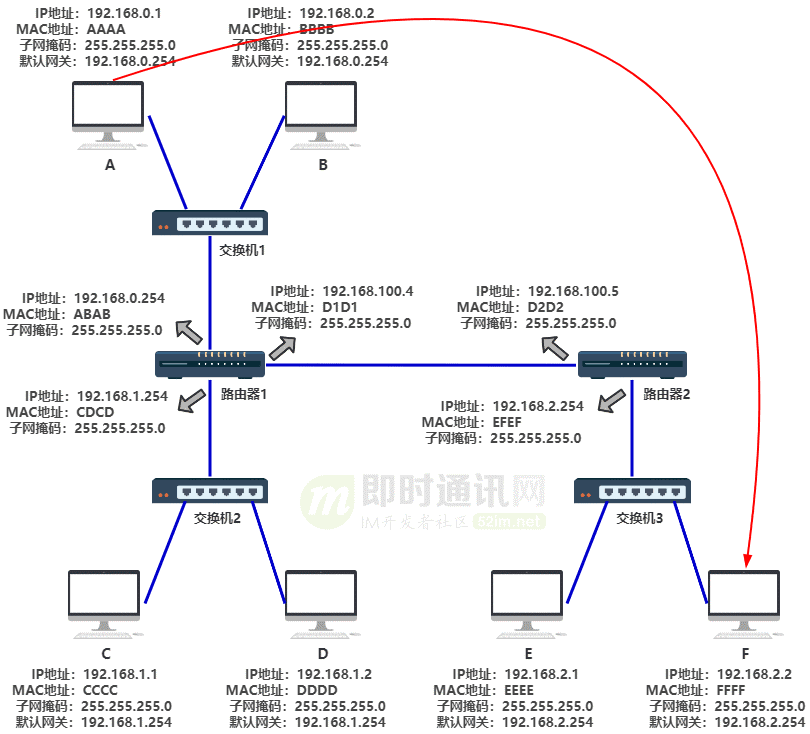 IP地址：192.168.0.1
MAC地址：AAAA
子网掩码：255.255.255.0
默认网关：192.168.0.254
A
IP地址：192.168.0.2
MAC地址：BBBB
子网掩码：255.255.255.0
默认网关：192.168.0.254
B
交换机1
IP地址：192.168.0.254
MAC地址：ABAB
子网掩码：255.255.255.0
IP地址：192.168.100.4
MAC地址：D1D1
子网掩码：255.255.255.0
IP地址：192.168.100.5
MAC地址：D2D2
子网掩码：255.255.255.0
路由器1
路由器2
IP地址：192.168.1.254
MAC地址：CDCD
子网掩码：255.255.255.0
IP地址：192.168.2.254
MAC地址：EFEF
子网掩码：255.255.255.0
m 即时通讯网
IM开发者社区 52im.net
交换机2
交换机3
C
IP地址：192.168.1.1
MAC地址：CCCC
子网掩码：255.255.255.0
默认网关：192.168.1.254
D
IP地址：192.168.1.2
MAC地址：DDDD
子网掩码：255.255.255.0
默认网关：192.168.1.254
E
IP地址：192.168.2.1
MAC地址：EEEE
子网掩码：255.255.255.0
默认网关：192.168.2.254
F
IP地址：192.168.2.2
MAC地址：FFFF
子网掩码：255.255.255.0
默认网关：192.168.2.254